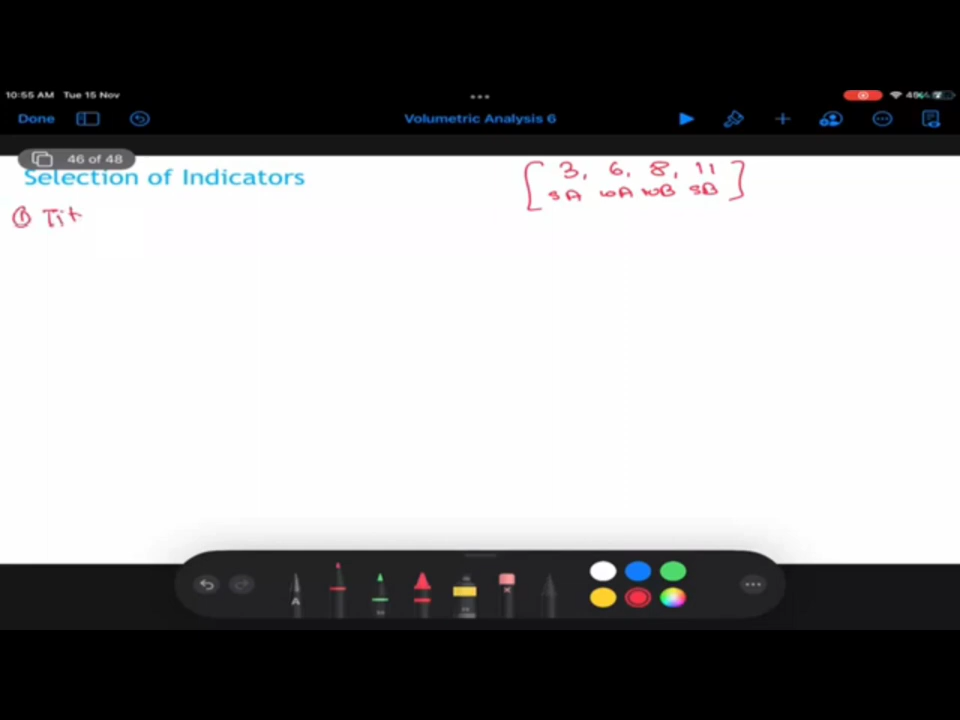 10:55 AM Tue 15 Nov
Done
Volumetric Analysis 6
46 of 48
Selection of Indicators
[3, 6, 8, 11]
SA WA WB SB
① Tit
A